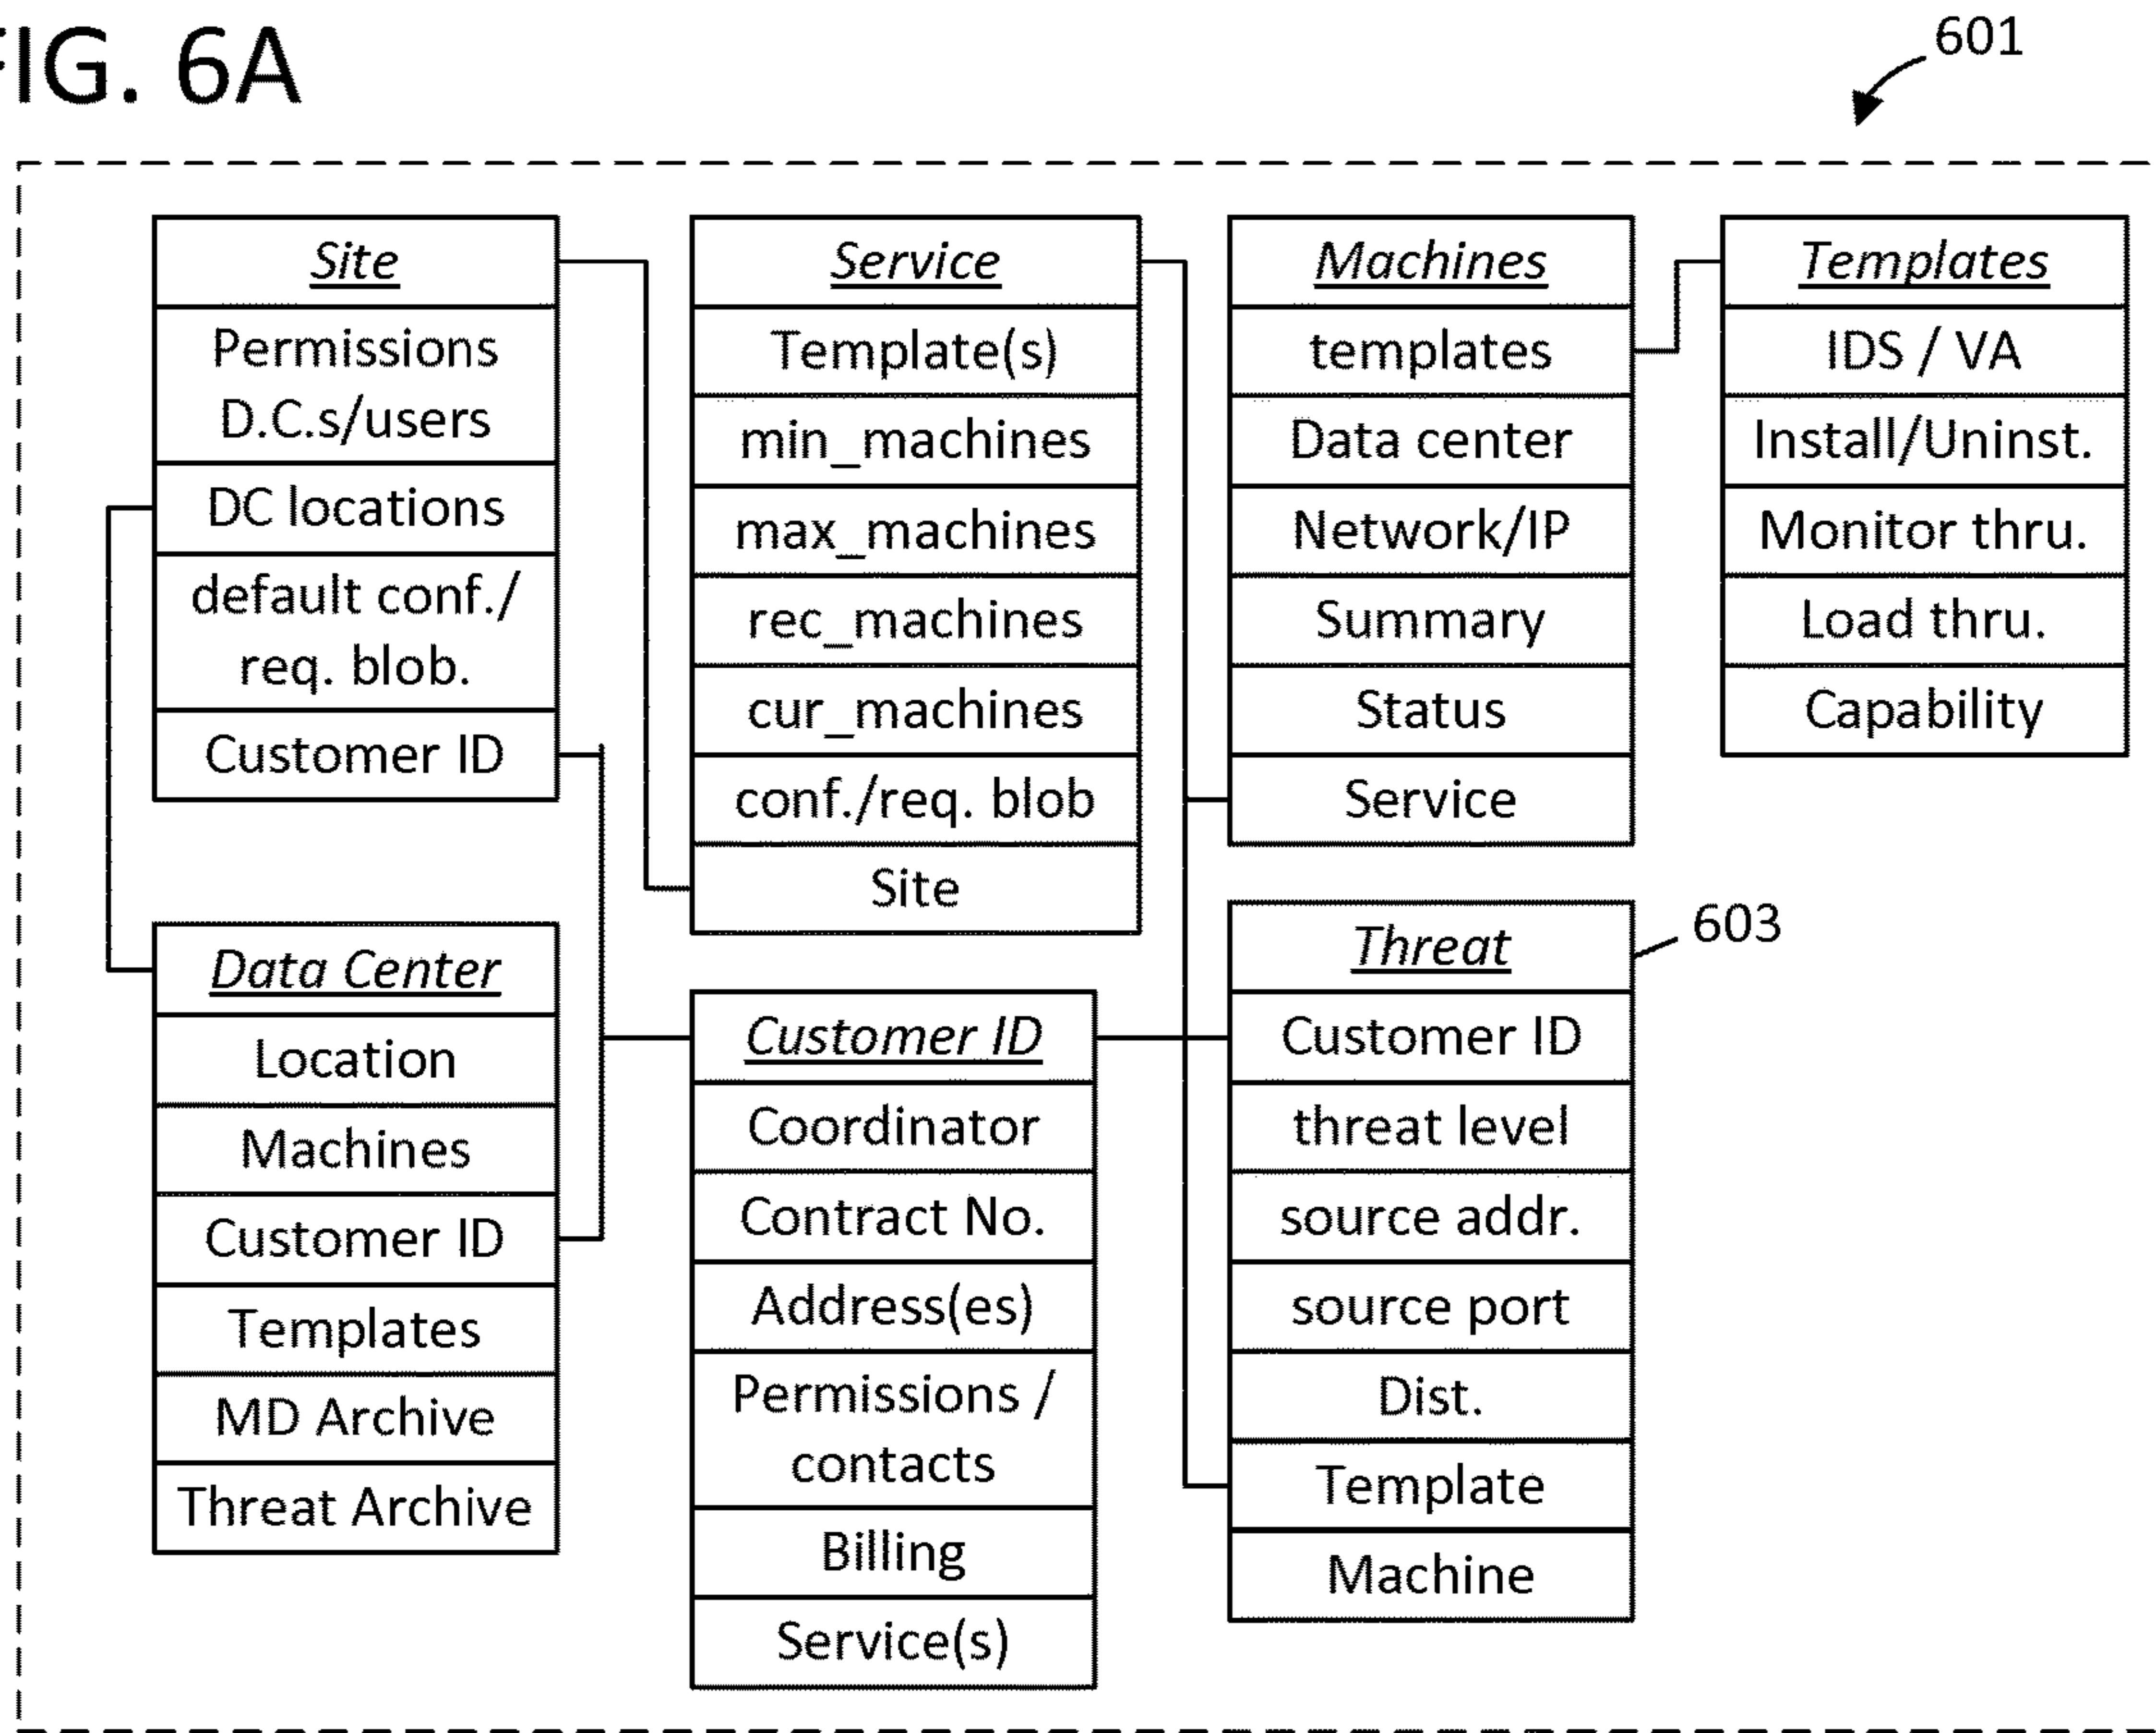 FIG. 6A
601
Site
Permissions
D.C.s/users
DC locations
default conf./
req. blob.
Customer ID
Service
Template(s)
min_machines
max_machines
rec_machines
cur_machines
conf./req. blob
Site
Machines
templates
Data center
Network/IP
Summary
Status
Service
Templates
IDS / VA
Install/Uninst.
Monitor thru.
Load thru.
Capability
Data Center
Location
Machines
Customer ID
Templates
MD Archive
Threat Archive
Customer ID
Coordinator
Contract No.
Address(es)
Permissions /
contacts
Billing
Service(s)
603
Threat
Customer ID
threat level
source addr.
source port
Dist.
Template
Machine